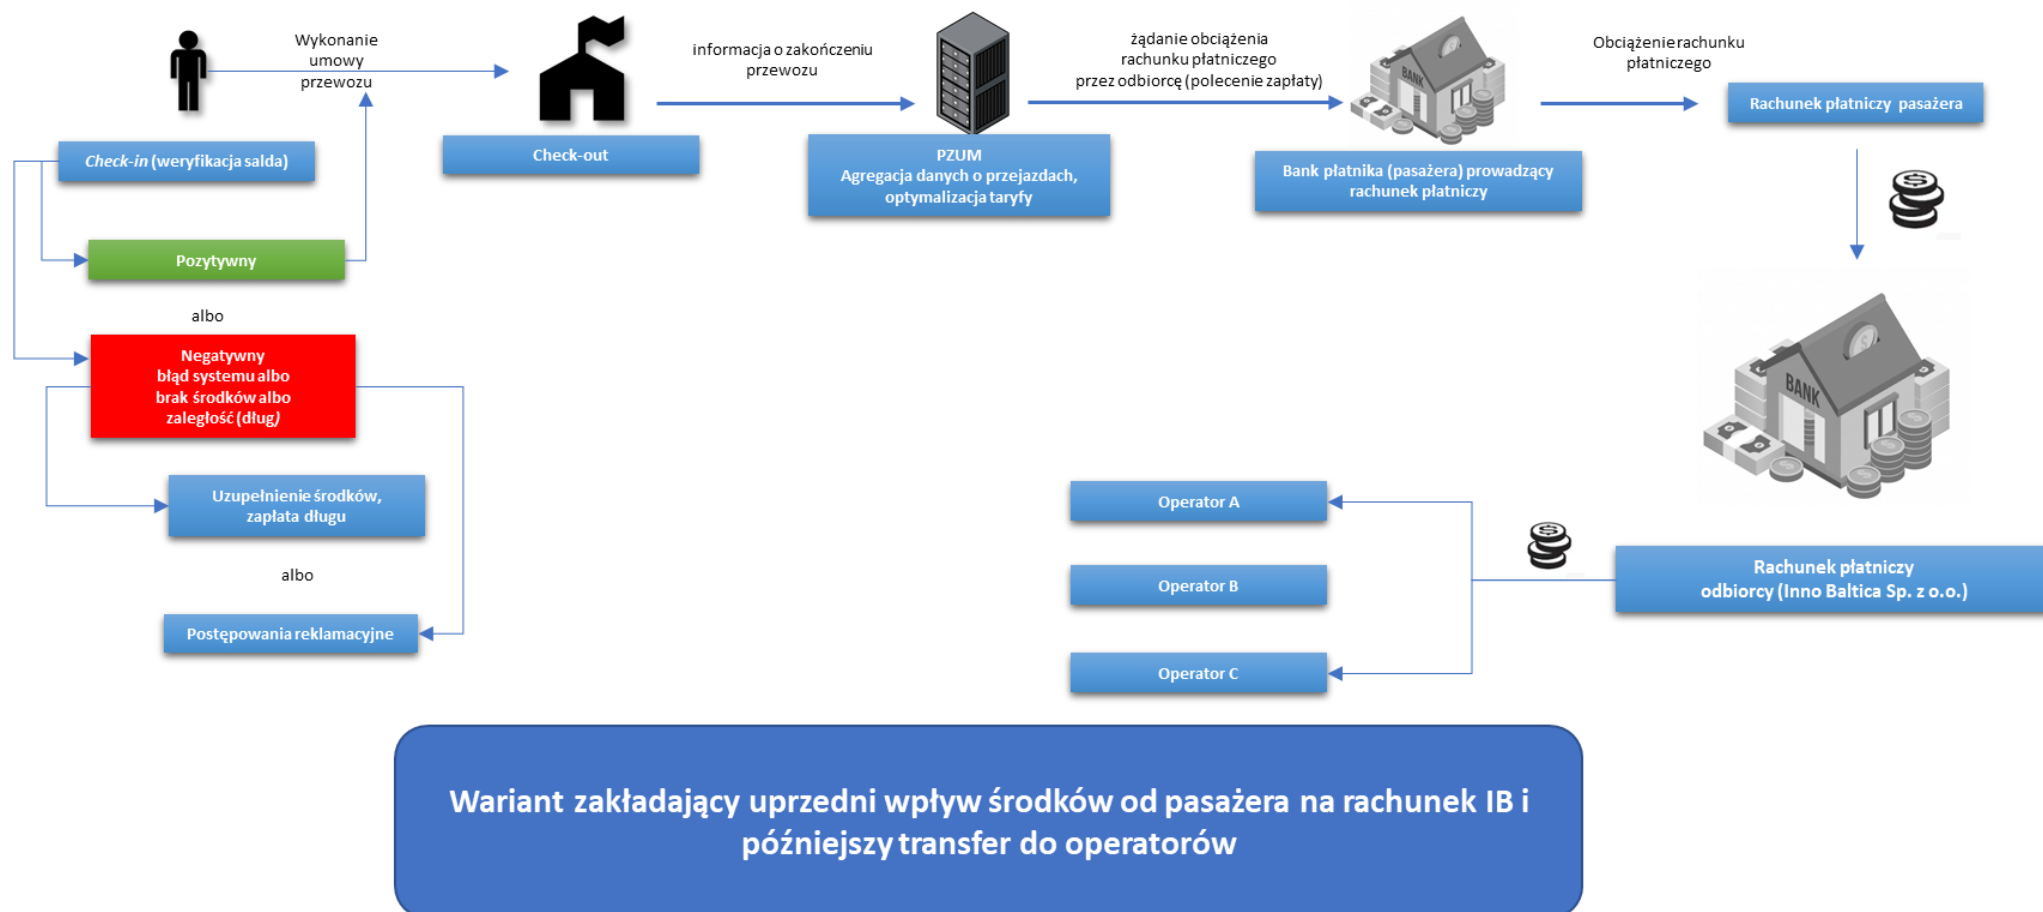 Wykonanie
umowy
przewozu
informacja o zakończeniu
przewozu
żądanie obciążenia
rachunku płatniczego
przez odbiorcę (polecenie zapłaty)
BANK
Obciążenie rachunku
płatniczego
Rachunek płatniczy pasażera
Check-in (weryfikacja salda)
Check-out
PZUM
Agregacja danych o przejazdach,
optymalizacja taryfy
Bank płatnika (pasażera) prowadzący
rachunek płatniczy
Pozytywny
albo
Negatywny
błąd systemu albo
brak środków albo
zaległość (dług)
BANK
Uzupełnienie środków,
zapłata długu
albo
Postępowania reklamacyjne
Operator A
Operator B
Operator C
Rachunek płatniczy
odbiorcy (Inno Baltica Sp. z o.o.)
Wariant zakładający uprzedni wpływ środków od pasażera na rachunek IB i
późniejszy transfer do operatorów